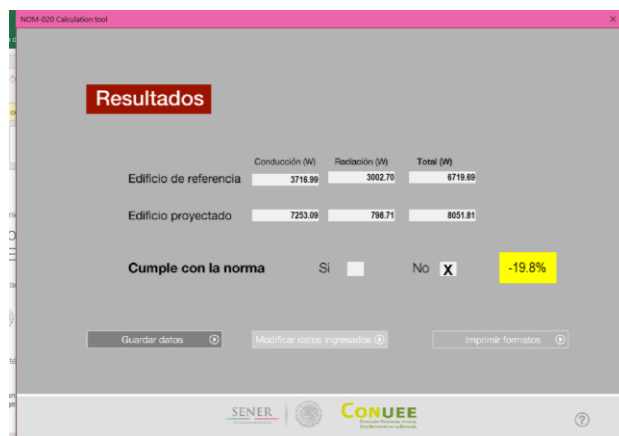 NOM-020 Calculation tool
Resultados
Conducción (W) Radiación (W) Total (W)
Edificio de referencia 3716.99 3002.70 6719.69
Edificio proyectado 7253.09 798.71 8051.81
Cumple con la norma Si No X -19.8%
Guardar datos Modificar datos ingresados Imprimir formatos
SENER CONUEE
?